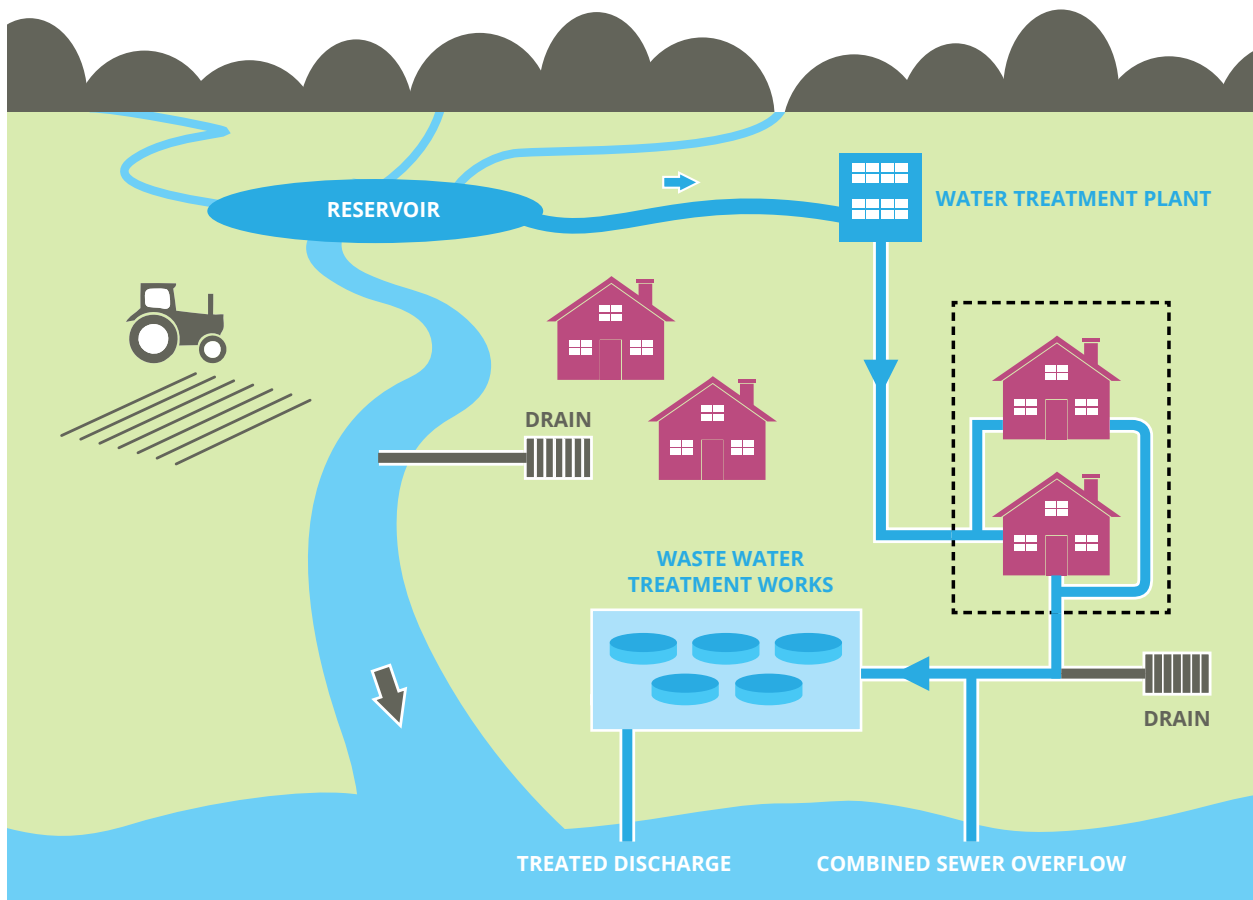 RESERVOIR
WATER TREATMENT PLANT
DRAIN
WASTE WATER
TREATMENT WORKS
DRAIN
TREATED DISCHARGE
COMBINED SEWER OVERFLOW